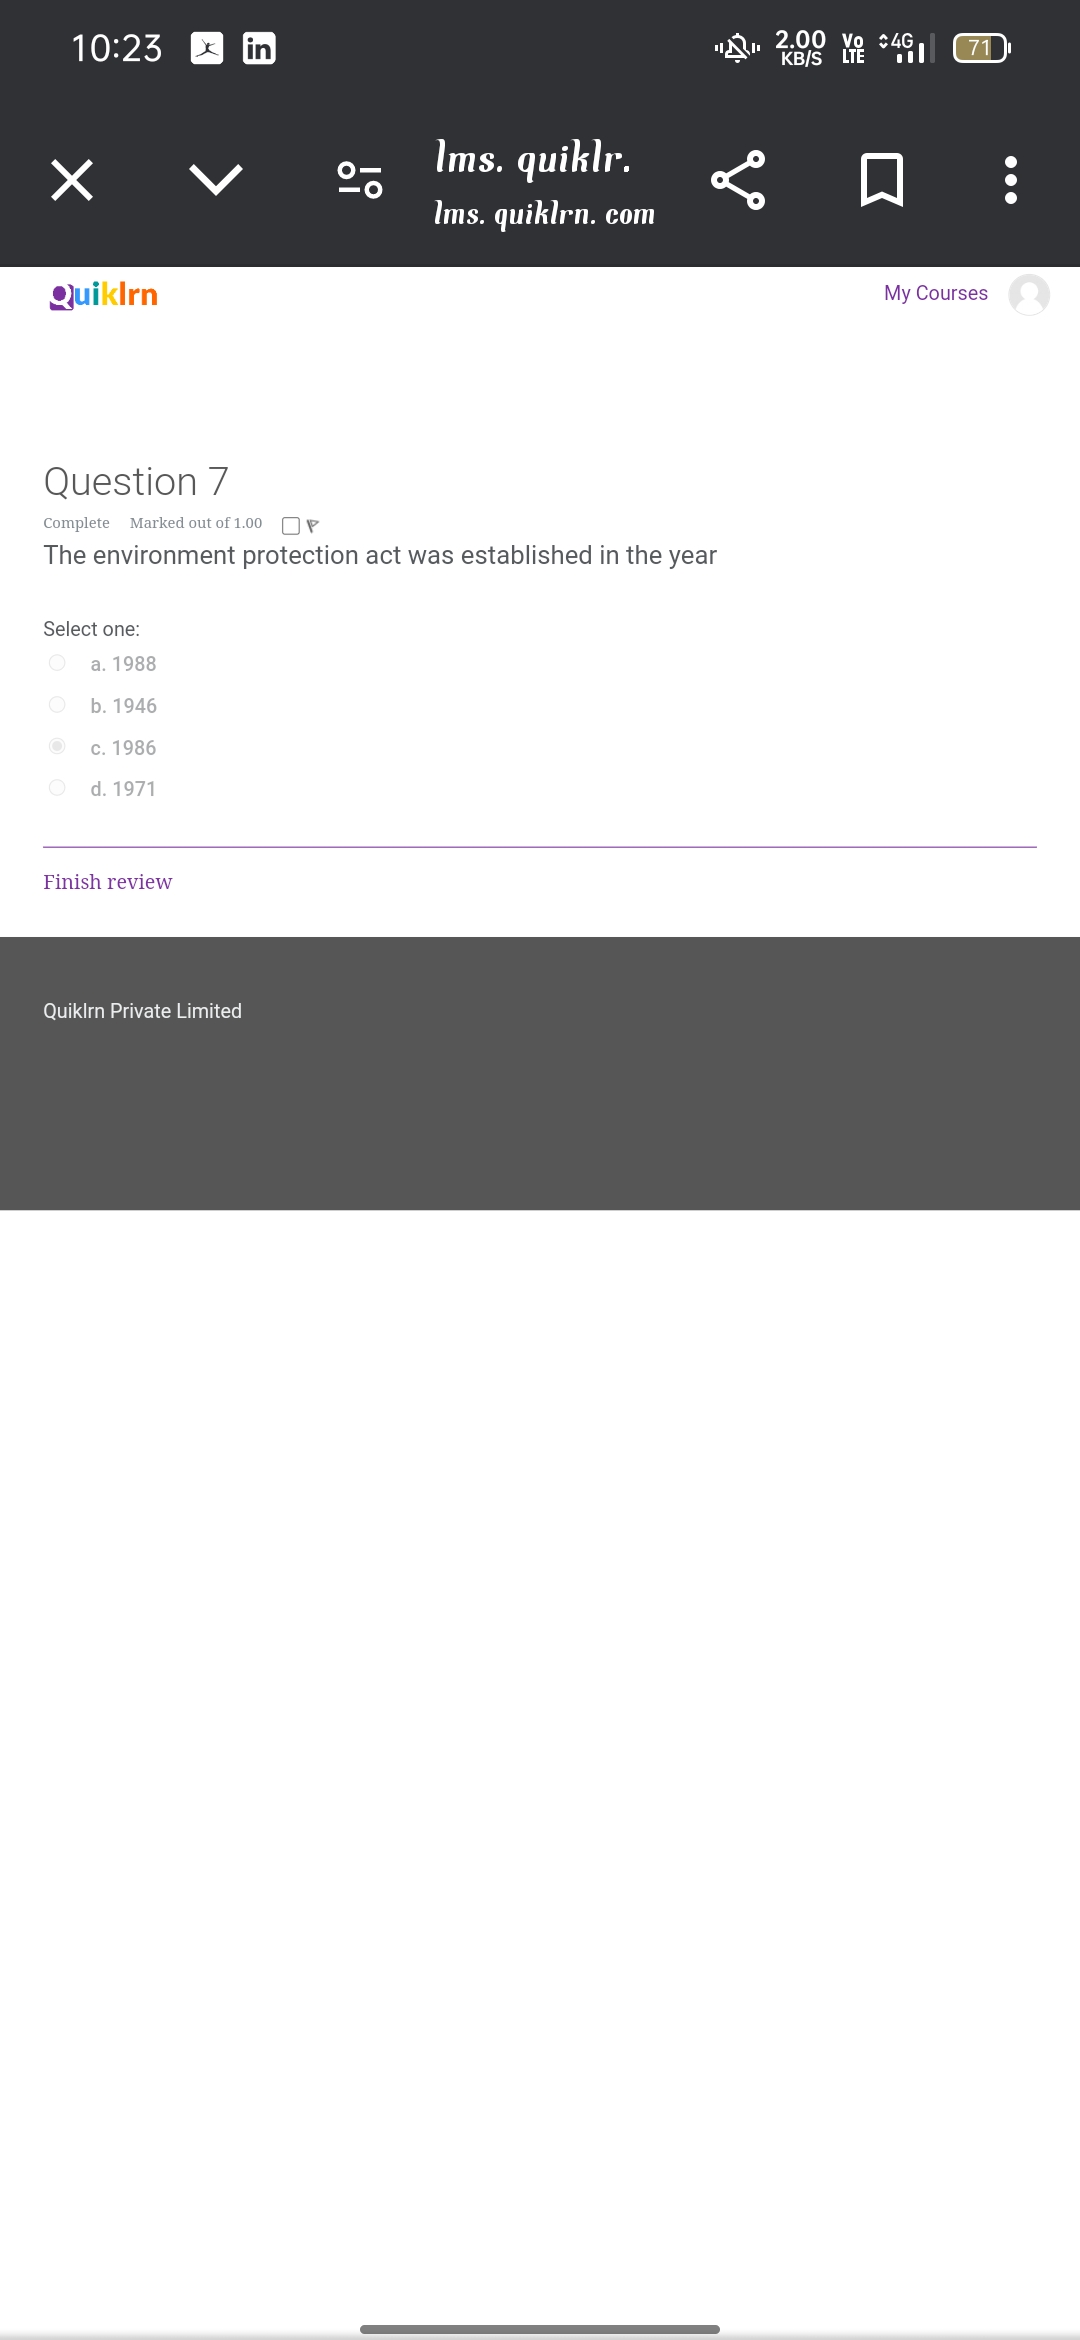 10:23 in 2.00 KB/S Vo LTE 4G 71
lms. quiklr.
lms. quiklrn. com
Quiklrn My Courses
Question 7
Complete Marked out of 1.00
The environment protection act was established in the year
Select one:
a. 1988
b. 1946
c. 1986
d. 1971
Finish review
Quiklrn Private Limited